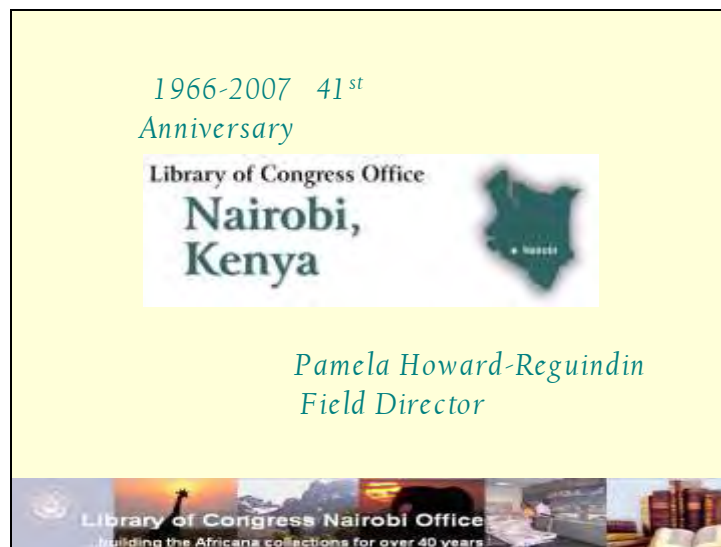 1966-2007 41st
Anniversary
Library of Congress Office
Nairobi,
Kenya
Nairobi
Pamela Howard-Reguindin
Field Director
Library of Congress Nairobi Office
...building the Africana collections for over 40 years